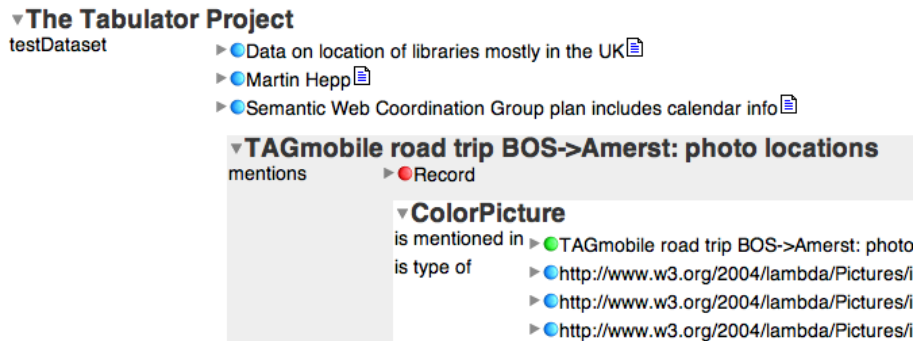 The Tabulator Project
testDataset
Data on location of libraries mostly in the UK
Martin Hepp
Semantic Web Coordination Group plan includes calendar info
TAGmobile road trip BOS->Amerst: photo locations
mentions
Record
ColorPicture
is mentioned in
TAGmobile road trip BOS->Amerst: photo
is type of
http://www.w3.org/2004/lambda/Pictures/i
http://www.w3.org/2004/lambda/Pictures/i
http://www.w3.org/2004/lambda/Pictures/i